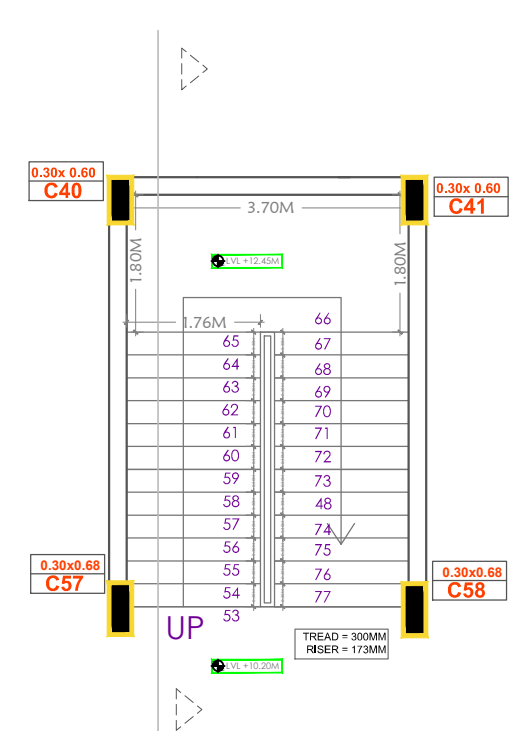 0.30x 0.60
C40
0.30x 0.60
C41
3.70M
1.80M
1.80M
LVL +12.45M
1.76M
66
65
67
64
68
63
69
62
70
61
71
60
72
59
73
58
48
57
74
56
75
55
76
54
77
53
0.30x0.68
C57
0.30x0.68
C58
UP
TREAD = 300MM
RISER = 173MM
LVL +10.20M